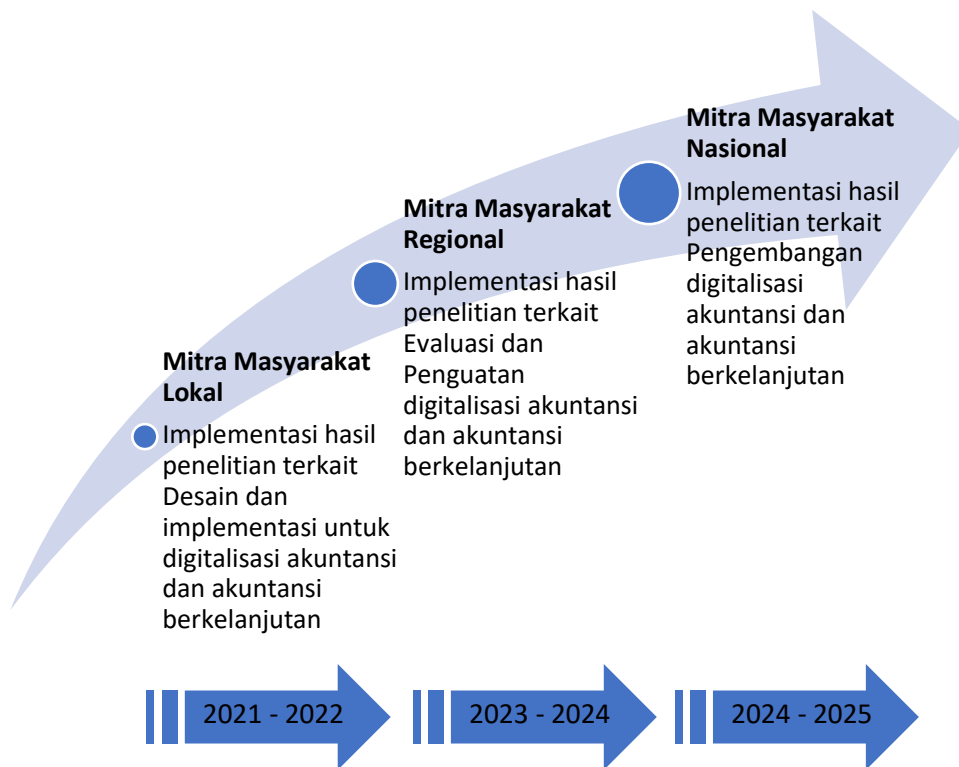 Mitra Masyarakat
Lokal
Implementasi hasil
penelitian terkait
Desain dan
implementasi untuk
digitalisasi akuntansi
dan akuntansi
berkelanjutan
Mitra Masyarakat
Regional
Implementasi hasil
penelitian terkait
Evaluasi dan
Penguatan
digitalisasi akuntansi
dan akuntansi
berkelanjutan
Mitra Masyarakat
Nasional
Implementasi hasil
penelitian terkait
Pengembangan
digitalisasi
akuntansi dan
akuntansi
berkelanjutan
2021 - 2022
2023 - 2024
2024 - 2025